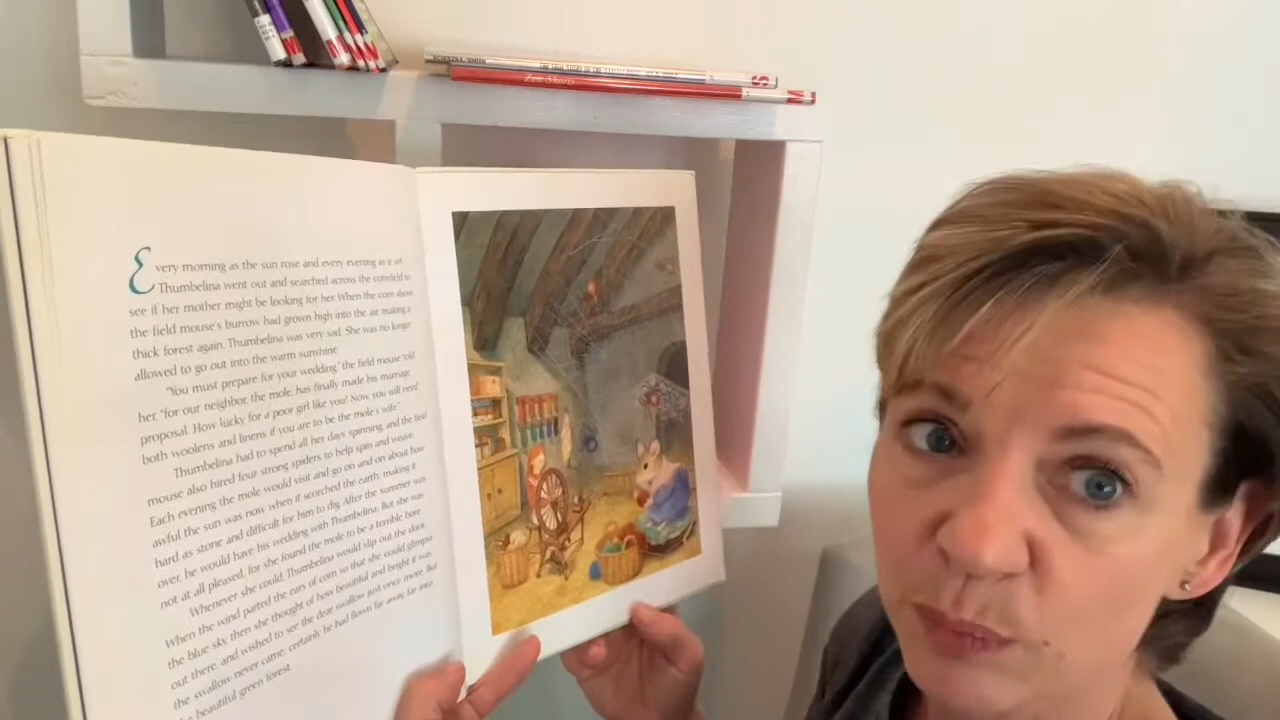 M
M
M
SCIESZKA SMITH
THE TRUE STORY OF THE 3 LITTLE PIGS
S
Zen Shorts
M
Every morning as the sun rose and every evening as it set
Thumbelina went out and searched across the cornfield to
see if her mother might be looking for her. When the corn above
the field mouse's burrow had grown high into the air, making a
thick forest again, Thumbelina was very sad. She was no longer
allowed to go out into the warm sunshine.
"You must prepare for your wedding," the field mouse told
her, "for our neighbor, the mole, has finally made his marriage
proposal. How lucky for a poor girl like you! Now you will need
both woolens and linens if you are to be the mole's wife."
Thumbelina had to spend all her days spinning, and the field
mouse also hired four strong spiders to help spin and weave.
Each evening the mole would visit and go on and on about how
awful the sun was now when it scorched the earth, making it
hard as stone and difficult for him to dig. After the summer was
over, he would have his wedding with Thumbelina. But she was
not at all pleased, for she found the mole to be a terrible bore.
Whenever she could, Thumbelina would slip out the door.
When the wind parted the ears of corn so that she could glimpse
the blue sky, then she thought of how beautiful and bright it was
out there, and wished to see the dear swallow just once more. But
the swallow never came; certainly he had flown far away, far into
the beautiful green forest.